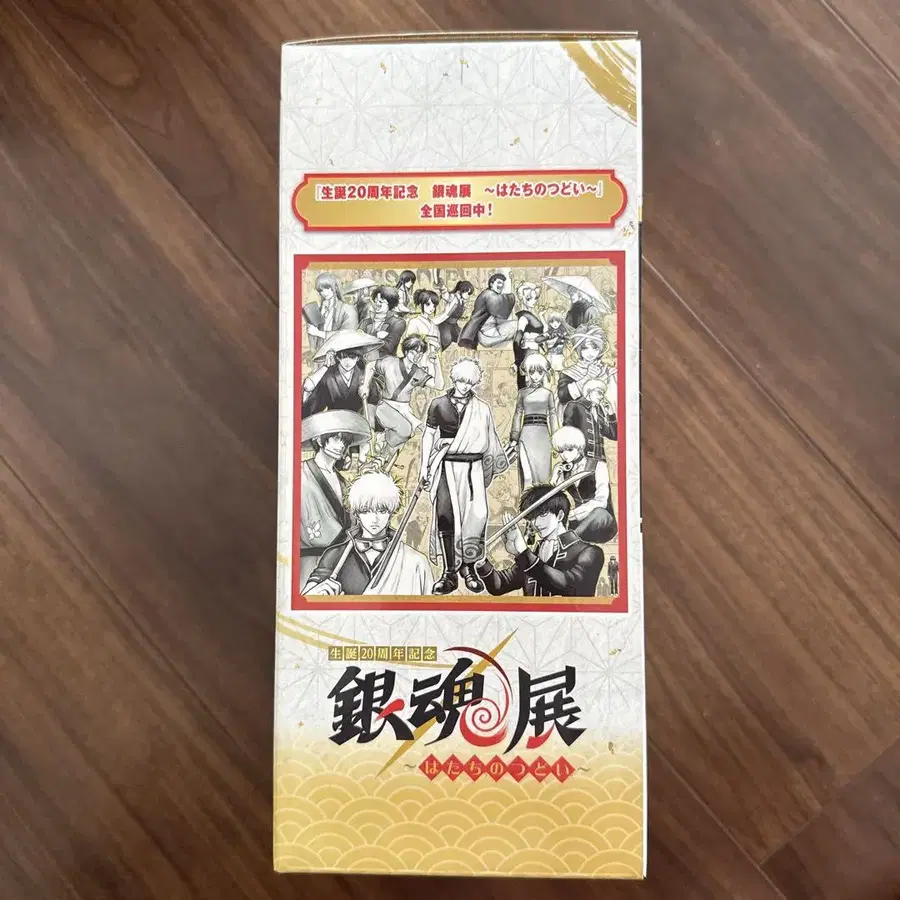 『生誕20周年記念　銀魂展　～はたちのつどい～』
全国巡回中！
生誕20周年記念
銀魂展
～はたちのつどい～